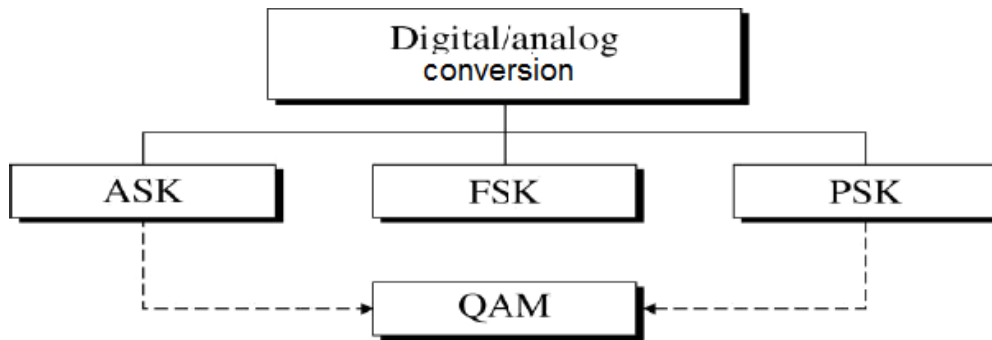 Digital/analog
conversion
ASK
FSK
PSK
QAM